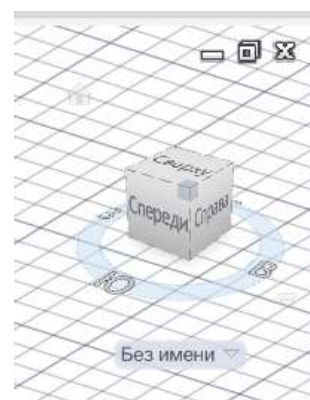 Сверху
Спереди
Справа
Ю
В
Без имени